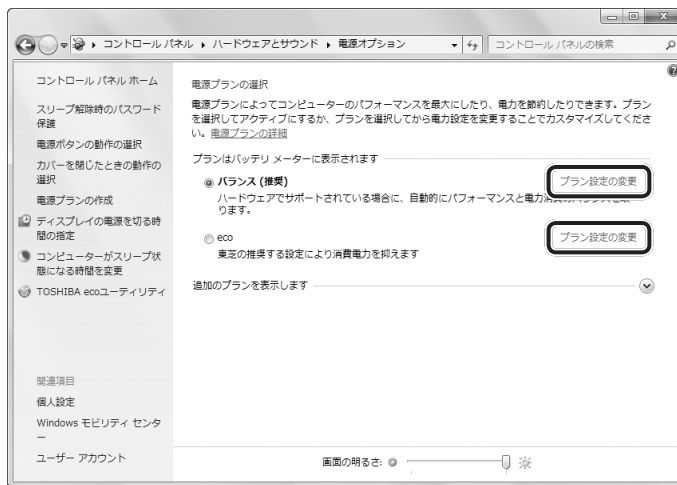 コントロール パネル ▸ ハードウェアとサウンド ▸ 電源オプション
コントロール パネルの検索
コントロール パネル ホーム
スリープ解除時のパスワード
保護
電源ボタンの動作の選択
カバーを閉じたときの動作の
選択
電源プランの作成
ディスプレイの電源を切る時
間の指定
コンピューターがスリープ状
態になる時間を変更
TOSHIBA ecoユーティリティ
関連項目
個人設定
Windows モビリティ センタ
ー
ユーザー アカウント
電源プランの選択
電源プランによってコンピューターのパフォーマンスを最大にしたり、電力を節約したりできます。プラン
を選択してアクティブにするか、プランを選択してから電力設定を変更することでカスタマイズしてくださ
い。電源プランの詳細
プランはバッテリ メーターに表示されます
バランス (推奨)
プラン設定の変更
ハードウェアでサポートされている場合に、自動的にパフォーマンスと電力
ります。
eco
プラン設定の変更
東芝の推奨する設定により消費電力を抑えます
追加のプランを表示します
画面の明るさ: